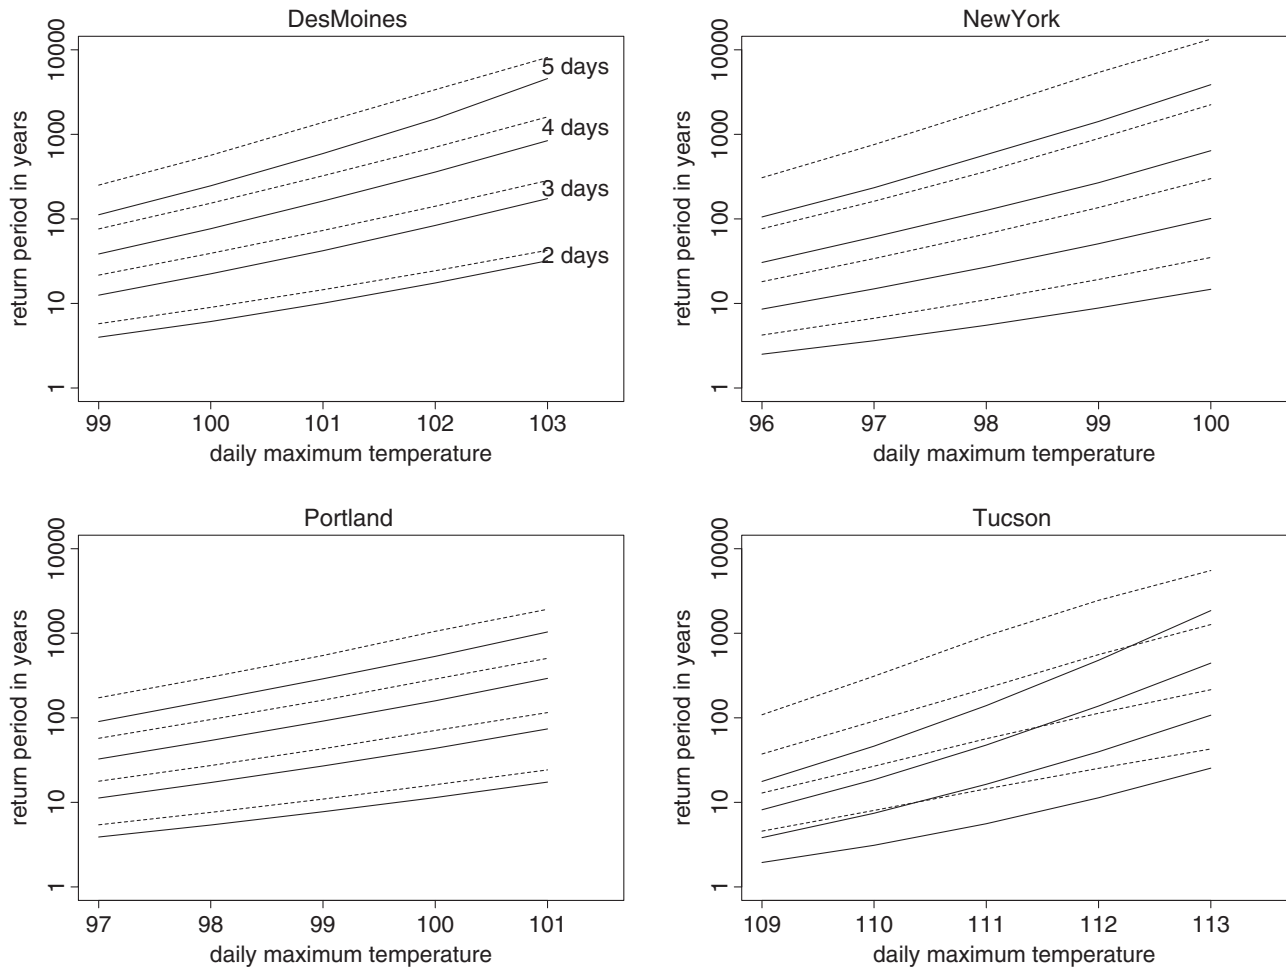 DesMoines
10000
1000
100
10
1
return period in years
5 days
4 days
3 days
2 days
99 100 101 102 103
daily maximum temperature
NewYork
10000
1000
100
10
1
return period in years
96 97 98 99 100
daily maximum temperature
Portland
10000
1000
100
10
1
return period in years
97 98 99 100 101
daily maximum temperature
Tucson
10000
1000
100
10
1
return period in years
109 110 111 112 113
daily maximum temperature